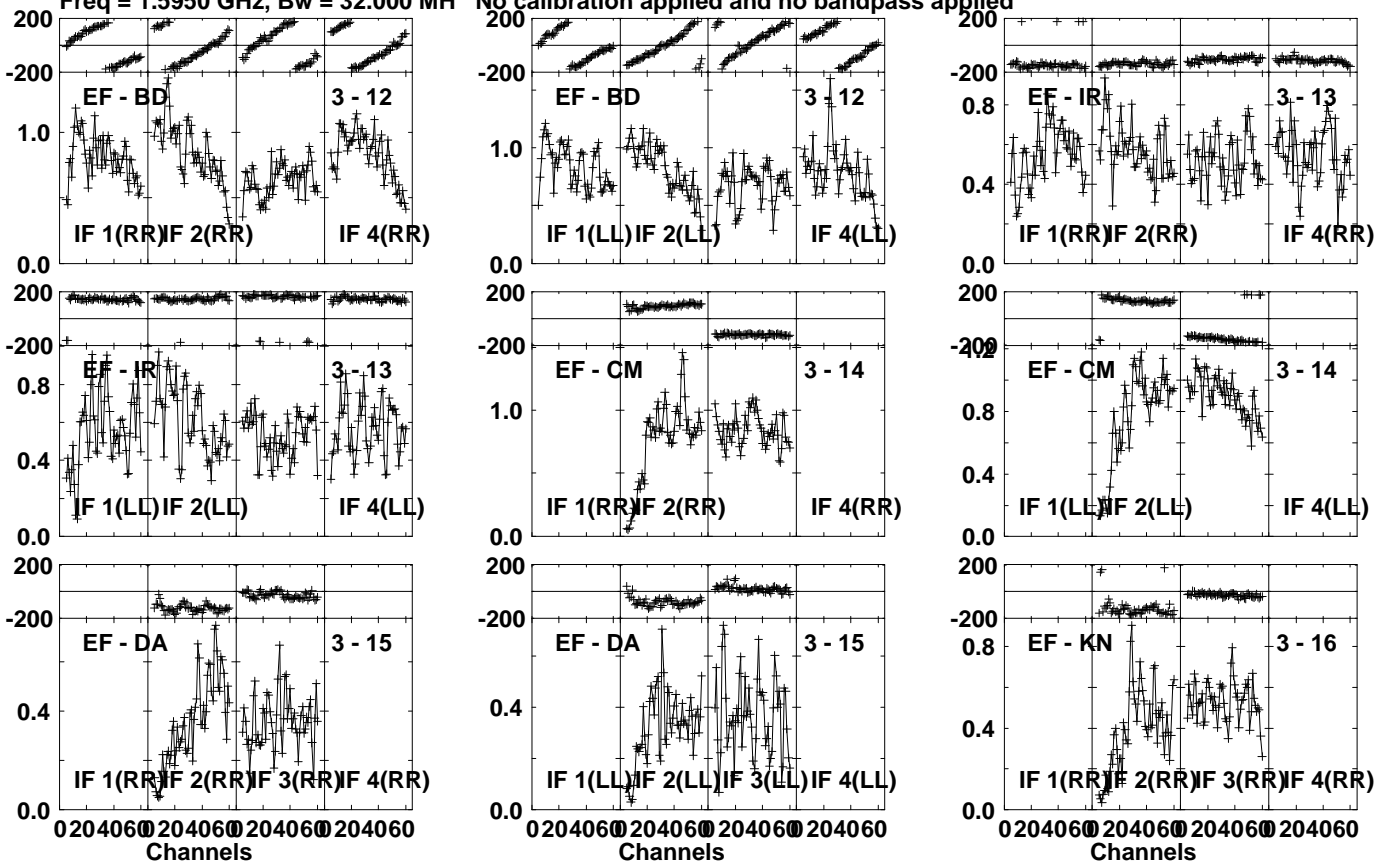 Freq = 1.5950 GHz, Bw = 32.000 MH No calibration applied and no bandpass applied
200
-200
EF - BD
3 - 12
1.0
IF 1(RR)
IF 2(RR)
IF 4(RR)
0.0
200
-200
EF - BD
3 - 12
1.0
IF 1(LL)
IF 2(LL)
IF 4(LL)
0.0
200
-200
EF - IR
3 - 13
0.8
0.4
IF 1(RR)
IF 2(RR)
IF 4(RR)
0.0
200
-200
EF - IR
3 - 13
0.8
0.4
IF 1(LL)
IF 2(LL)
IF 4(LL)
0.0
200
-200
EF - CM
3 - 14
1.0
IF 1(RR)
IF 2(RR)
IF 4(RR)
0.0
200
-200
1.2
EF - CM
3 - 14
0.8
0.4
IF 1(LL)
IF 2(LL)
IF 4(LL)
0.0
200
-200
EF - DA
3 - 15
0.4
IF 1(RR)
IF 2(RR)
IF 3(RR)
IF 4(RR)
0.0
0 20 40 60 0 20 40 60 0 20 40 60 0 20 40 60
Channels
200
-200
EF - DA
3 - 15
0.4
IF 1(LL)
IF 2(LL)
IF 3(LL)
IF 4(LL)
0.0
0 20 40 60 0 20 40 60 0 20 40 60 0 20 40 60
Channels
200
-200
EF - KN
3 - 16
0.8
0.4
IF 1(RR)
IF 2(RR)
IF 3(RR)
IF 4(RR)
0.0
0 20 40 60 0 20 40 60 0 20 40 60 0 20 40 60
Channels